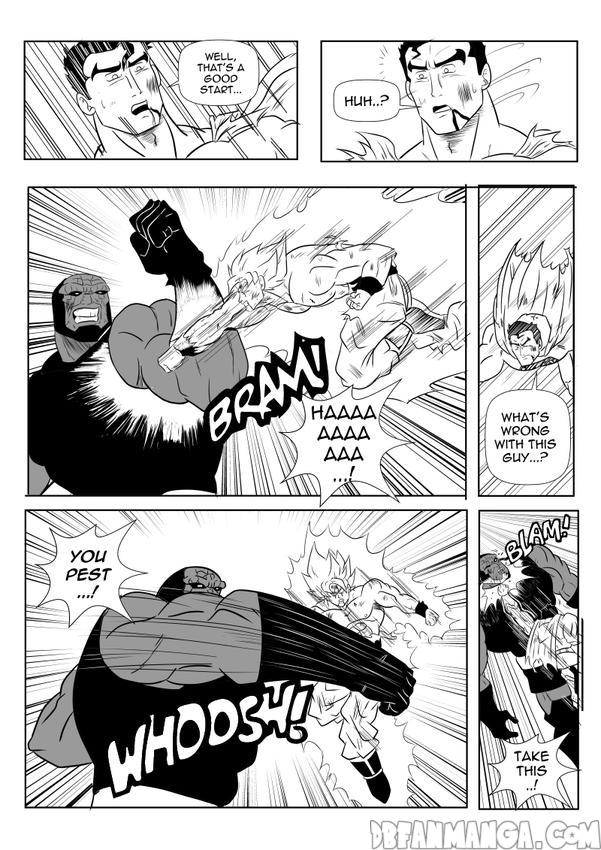 WELL,
THAT'S A
GOOD
START...
HUH..?
BRAM!
HAAAA
AAAA
AAA
...!
WHAT'S
WRONG
WITH THIS
GUY...?
YOU
PEST
...!
WHOOSH!
BLAM!
TAKE
THIS
..!
DBFANMANGA.COM